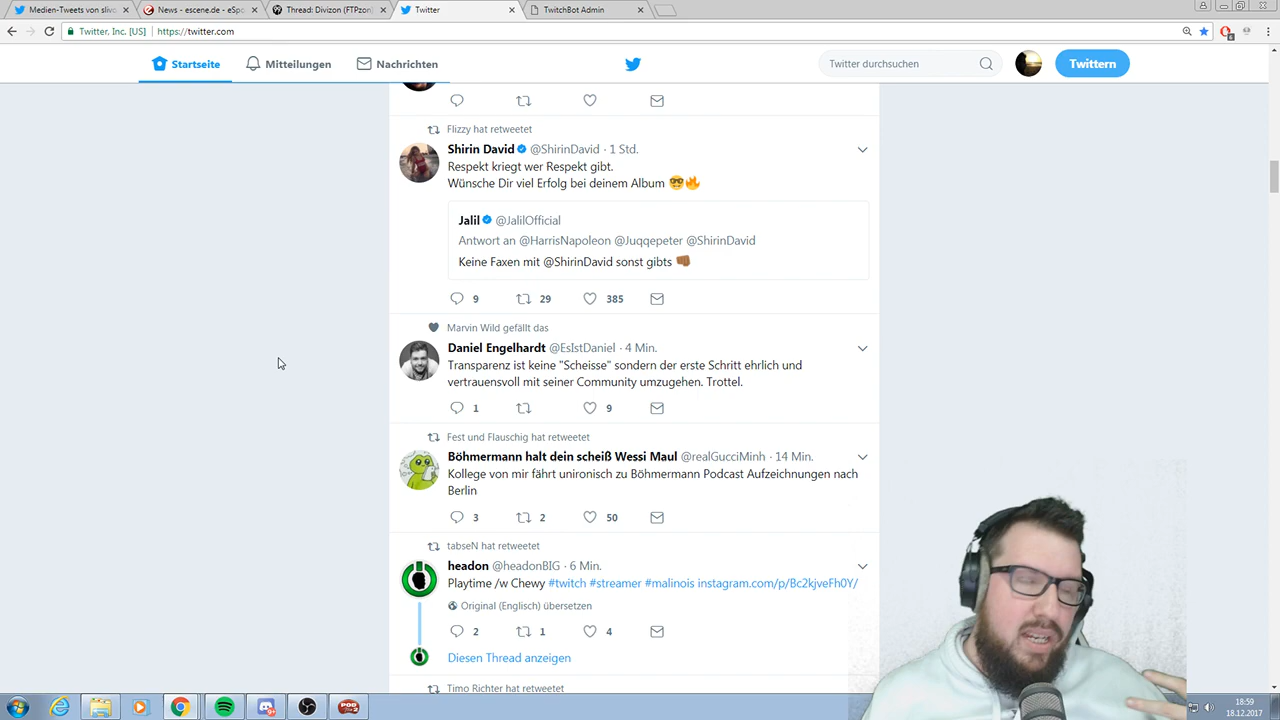 Medien-Tweets von slivo
News - escene.de - eSpo
Thread: Divizon (FTPzon)
Twitter
TwitchBot Admin
Twitter, Inc. [US]
https://twitter.com
Startseite
Mitteilungen
Nachrichten
Twitter durchsuchen
Twittern
Flizzy hat retweetet
Shirin David @ShirinDavid · 1 Std.
Respekt kriegt wer Respekt gibt.
Wünsche Dir viel Erfolg bei deinem Album 🤓🔥
Jalil @JalilOfficial
Antwort an @HarrisNapoleon @Juqqepeter @ShirinDavid
Keine Faxen mit @ShirinDavid sonst gibts 👊🏾
9 29 385
Marvin Wild gefällt das
Daniel Engelhardt @EsIstDaniel · 4 Min.
Transparenz ist keine "Scheisse" sondern der erste Schritt ehrlich und
vertrauensvoll mit seiner Community umzugehen. Trottel.
1 9
Fest und Flauschig hat retweetet
Böhmermann halt dein scheiß Wessi Maul @realGucciMinh · 14 Min.
Kollege von mir fährt unironisch zu Böhmermann Podcast Aufzeichnungen nach
Berlin
3 2 50
tabseN hat retweetet
headon @headonBIG · 6 Min.
Playtime /w Chewy #twitch #streamer #malinois instagram.com/p/Bc2kjveFh0Y/
Original (Englisch) übersetzen
2 1 4
Diesen Thread anzeigen
Timo Richter hat retweetet
18:59
18.12.2017